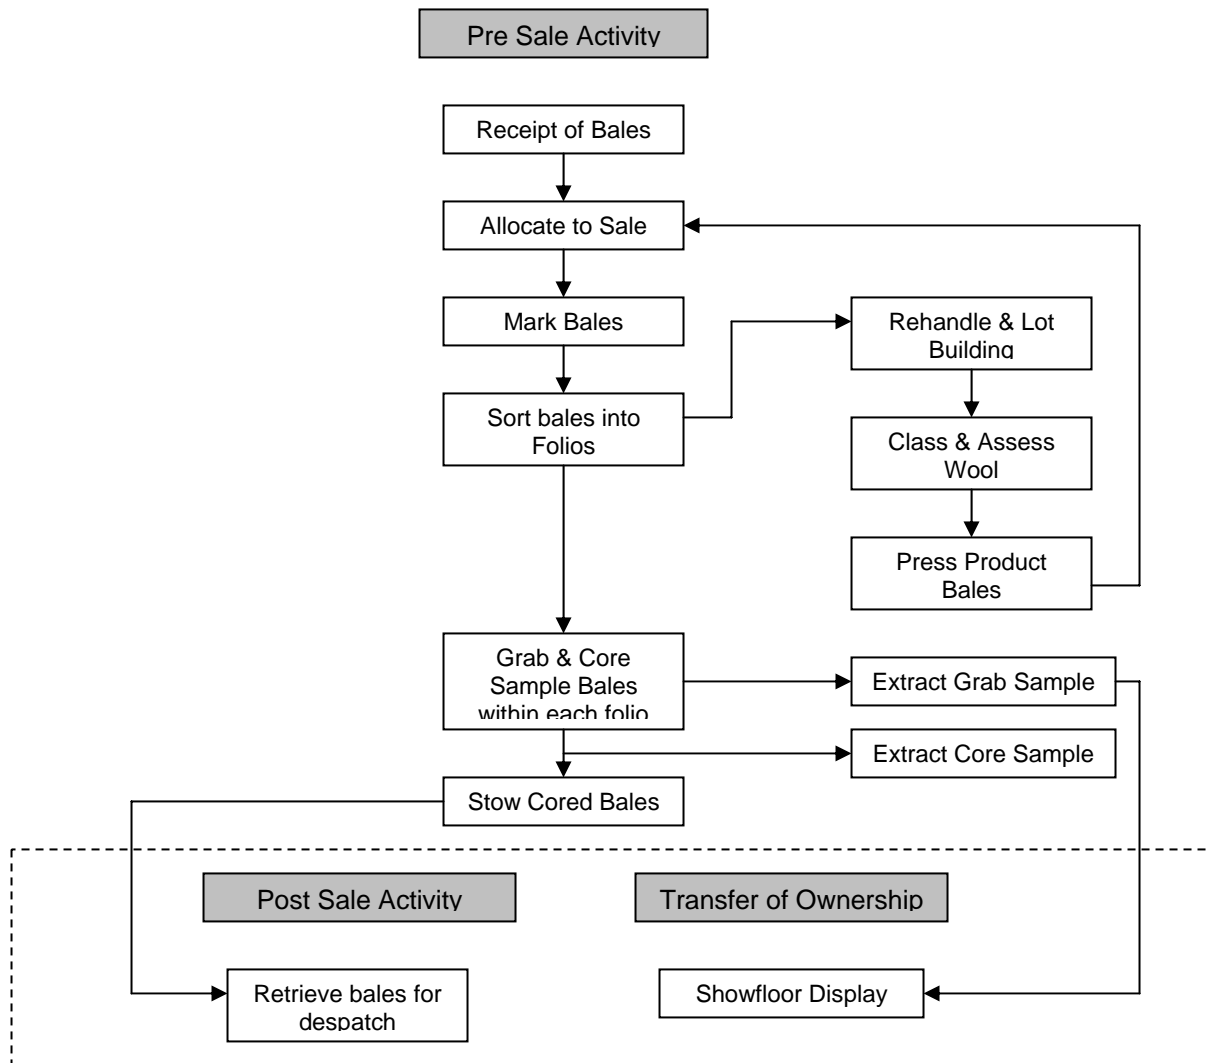 Pre Sale Activity
Receipt of Bales
Allocate to Sale
Mark Bales
Rehandle & Lot
Building
Sort bales into
Folios
Class & Assess
Wool
Press Product
Bales
Grab & Core
Sample Bales
within each folio
Extract Grab Sample
Extract Core Sample
Stow Cored Bales
Post Sale Activity
Transfer of Ownership
Retrieve bales for
despatch
Showfloor Display